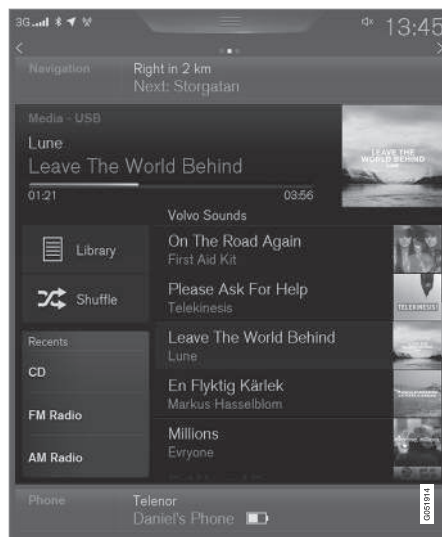 3G
13:45
Navigation
Right in 2 km
Next: Storgatan
Media - USB
Lune
Leave The World Behind
01:21
03:56
LEAVE THE
WORLD BEHIND
LUNE
Volvo Sounds
Library
Shuffle
On The Road Again
First Aid Kit
Please Ask For Help
Telekinesis
TELEKINESIS!
Leave The World Behind
Lune
Recents
CD
FM Radio
AM Radio
En Flyktig Kärlek
Markus Hasselblom
Millions
Evryone
Phone
Telenor
Daniel's Phone
G051914